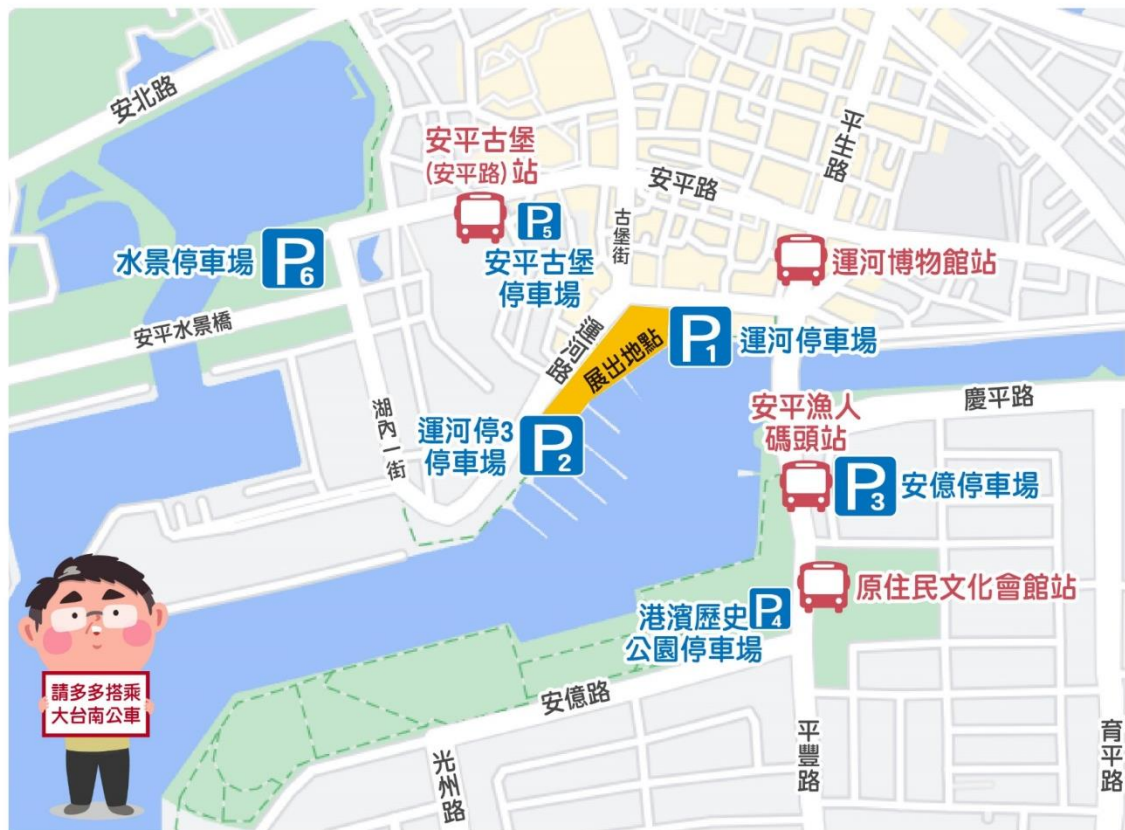 安北路
安平古堡
(安平路)站
平生路
安平路
古堡街
P5
安平古堡
停車場
水景停車場
P6
運河博物館站
安平水景橋
運河路
展出地點
P1
運河停車場
湖內一街
運河停3
停車場
P2
安平漁人
碼頭站
慶平路
P3
安億停車場
原住民文化會館站
港濱歷史
公園停車場
P4
安億路
光州路
平豐路
育平路
請多多搭乘
大台南公車